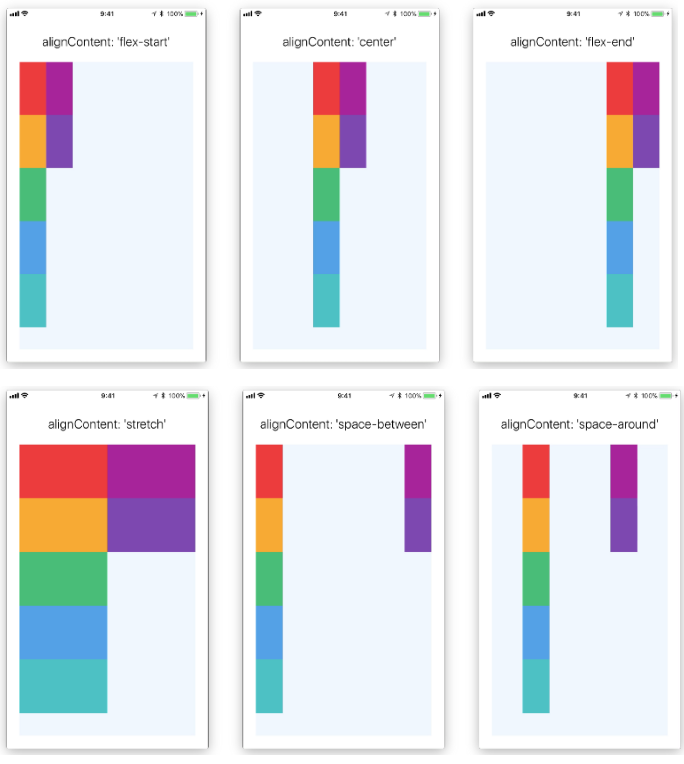 9:41
100%
alignContent: 'flex-start'
9:41
100%
alignContent: 'center'
9:41
100%
alignContent: 'flex-end'
9:41
100%
alignContent: 'stretch'
9:41
100%
alignContent: 'space-between'
9:41
100%
alignContent: 'space-around'